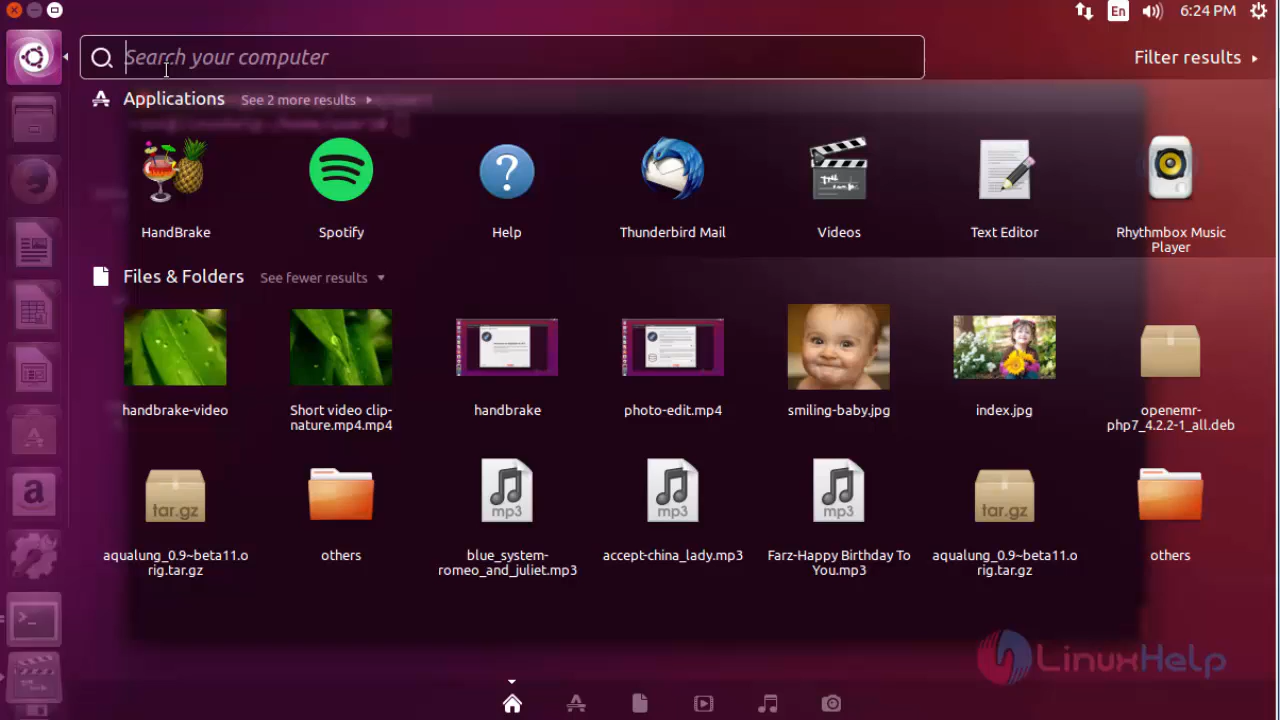 En
6:24 PM
Search your computer
Filter results
Applications See 2 more results
HandBrake
Spotify
Help
Thunderbird Mail
Videos
Text Editor
Rhythmbox Music
Player
Files & Folders See fewer results
handbrake-video
Short video clip-
nature.mp4.mp4
handbrake
photo-edit.mp4
smiling-baby.jpg
index.jpg
openemr-
php7_4.2.2-1_all.deb
tar.gz
mp3
mp3
mp3
tar.gz
aqualung_0.9~beta11.o
rig.tar.gz
others
blue_system-
romeo_and_juliet.mp3
accept-china_lady.mp3
Farz-Happy Birthday To
You.mp3
aqualung_0.9~beta11.o
rig.tar.gz
others
LinuxHelp